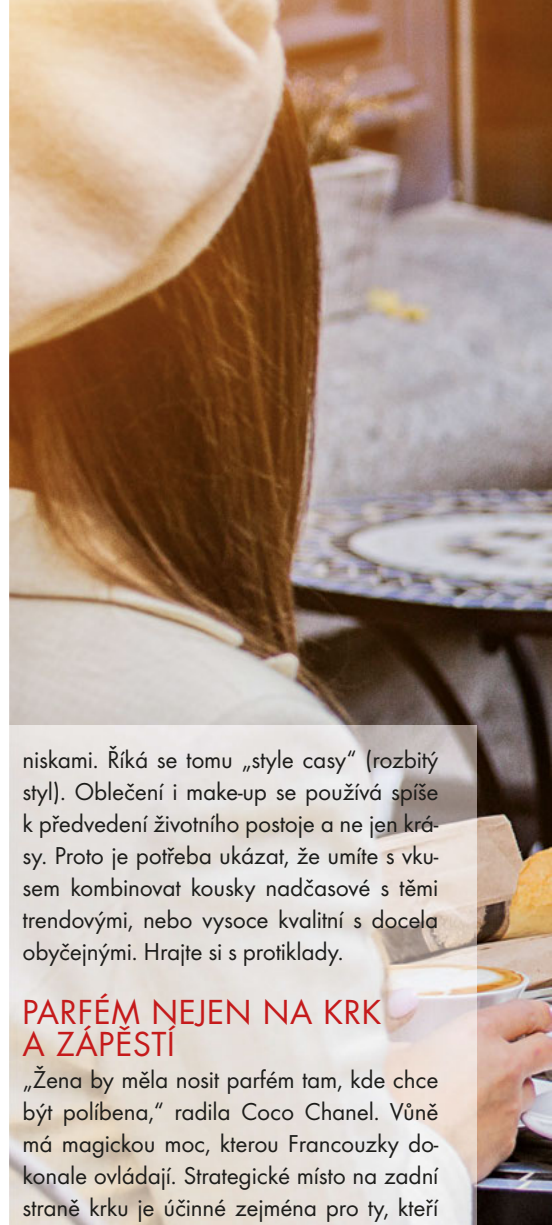 niskami. Říká se tomu „style casy“ (rozbitý
styl). Oblečení i make-up se používá spíše
k předvedení životního postoje a ne jen krá-
sy. Proto je potřeba ukázat, že umíte s vku-
sem kombinovat kousky nadčasové s těmi
trendovými, nebo vysoce kvalitní s docela
obyčejnými. Hrajte si s protiklady.
PARFÉM NEJEN NA KRK
A ZÁPĚSTÍ
„Žena by měla nosit parfém tam, kde chce
být políbena,“ radila Coco Chanel. Vůně
má magickou moc, kterou Francouzky do-
konale ovládají. Strategické místo na zadní
straně krku je účinné zejména pro ty, kteří